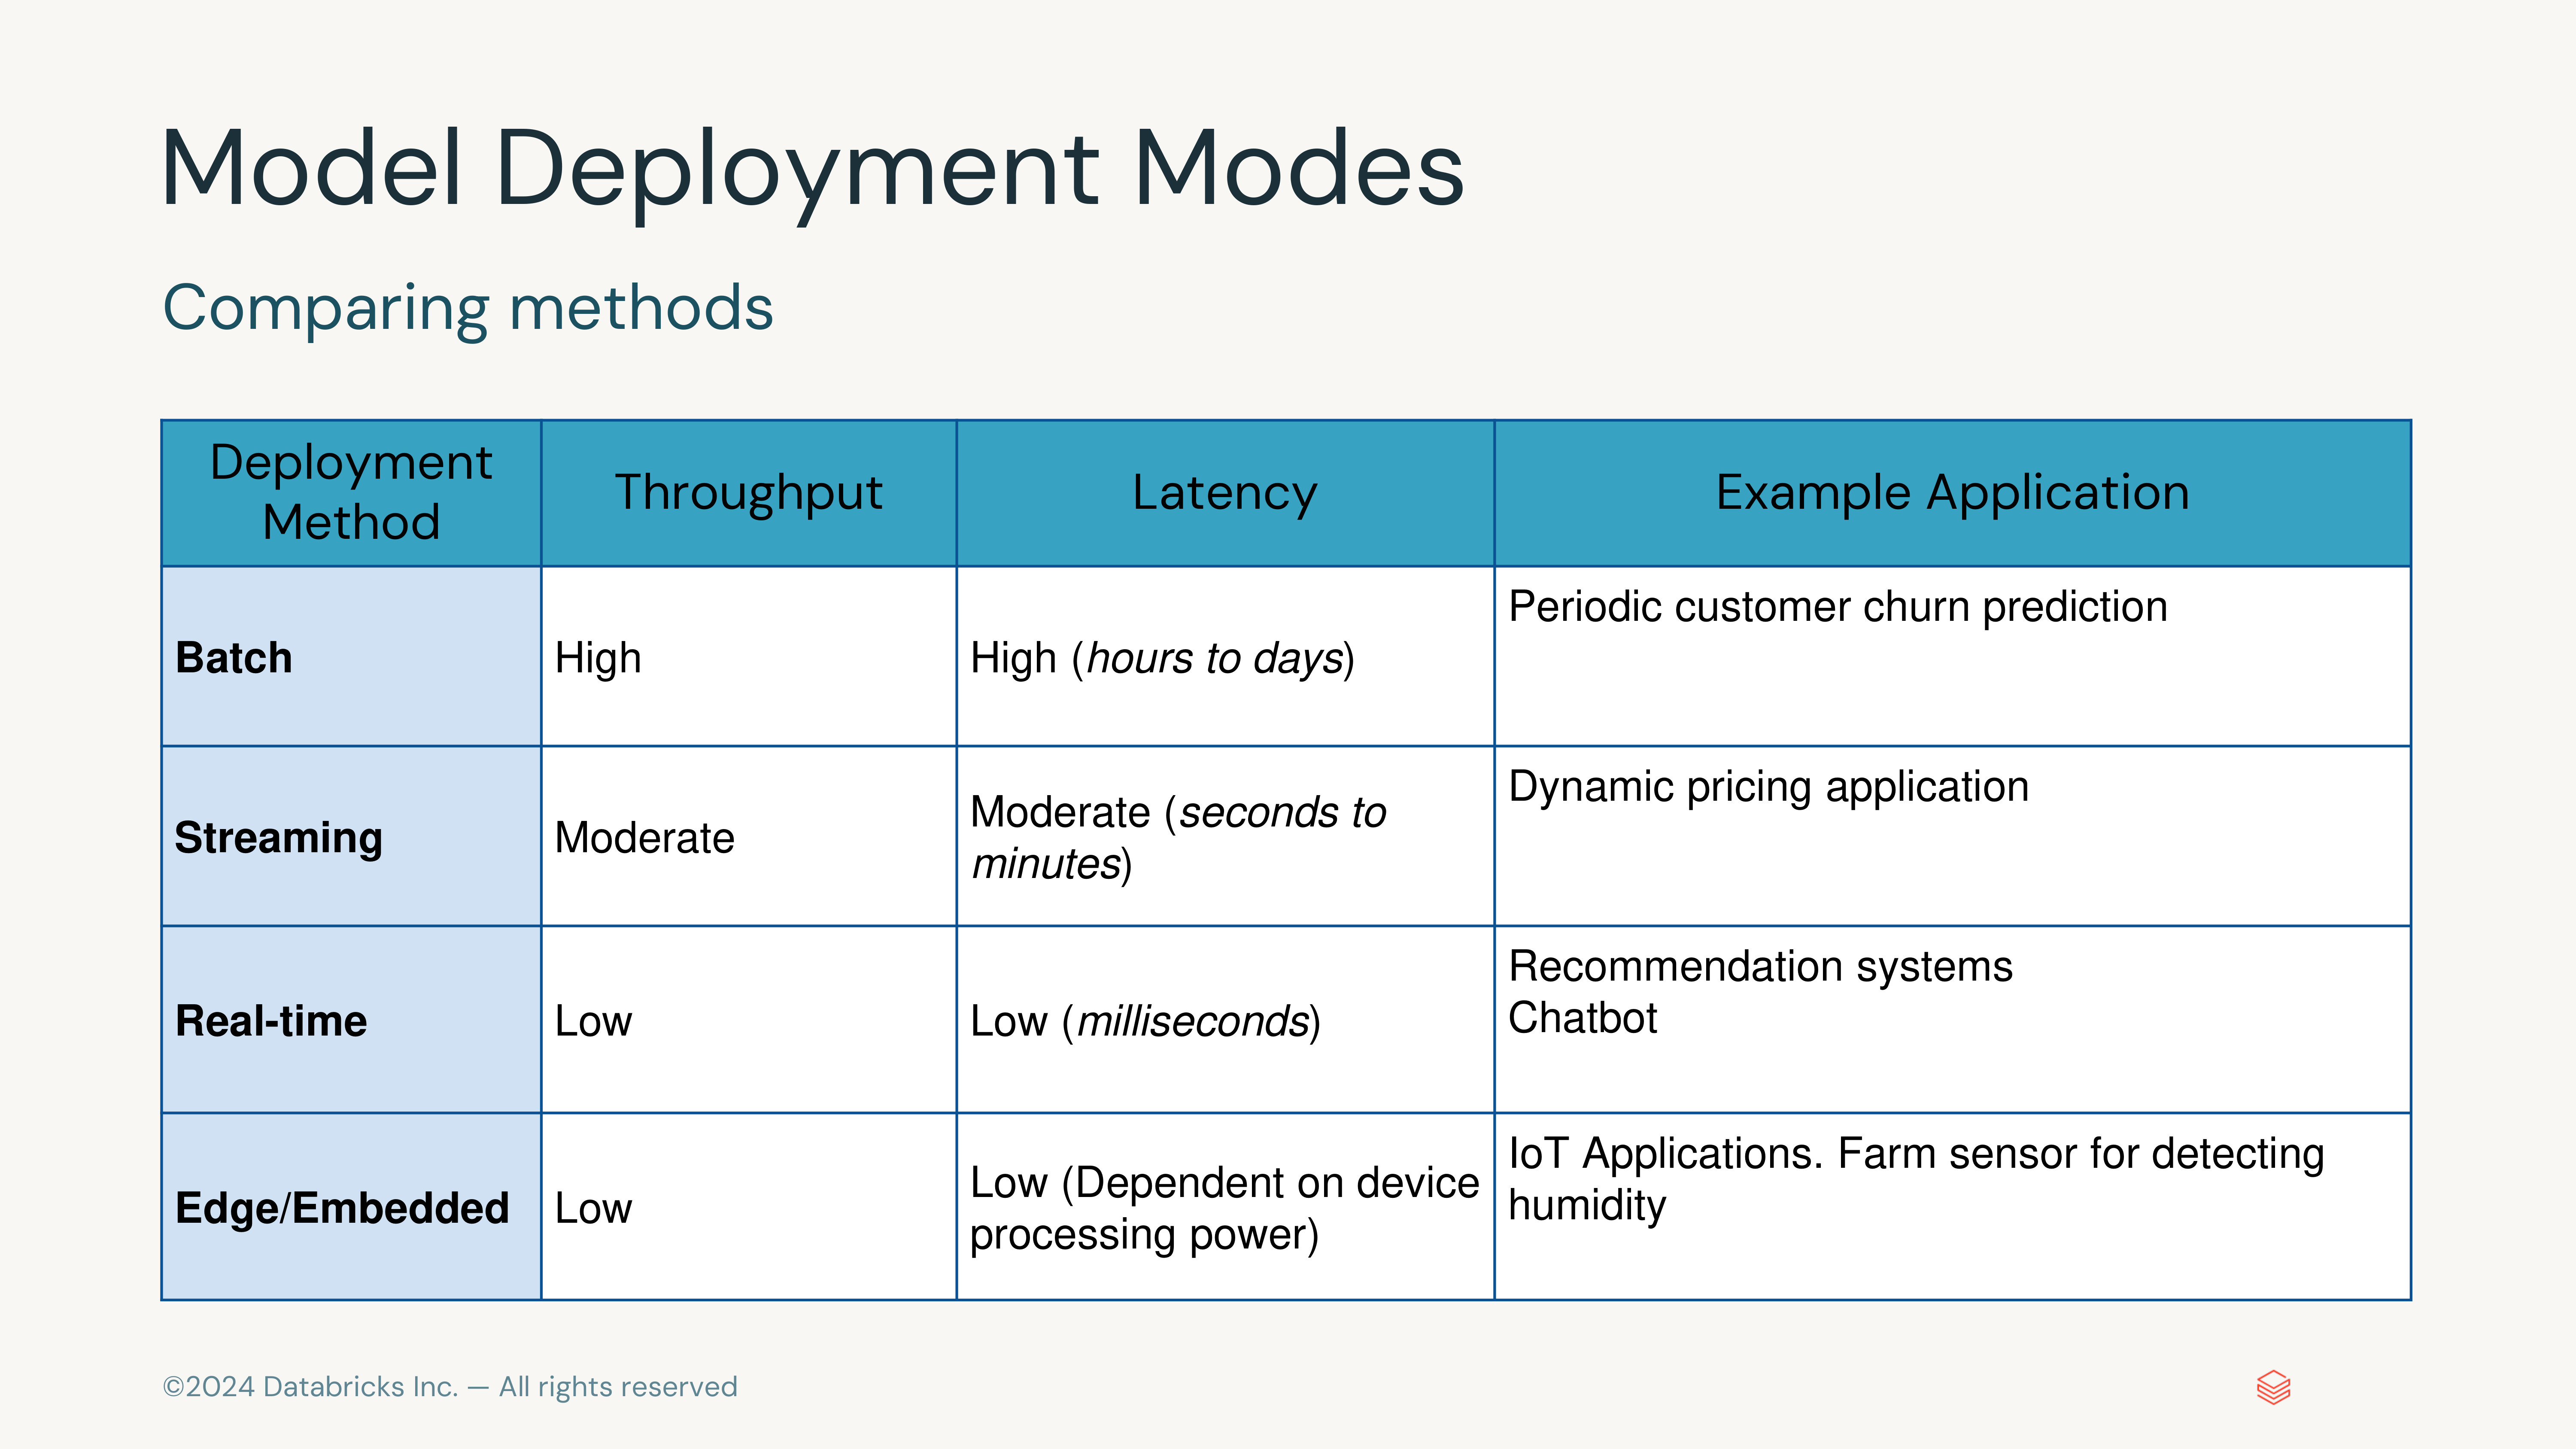 Model Deployment Modes
Comparing methods
Deployment
Method
Throughput
Latency
Example Application
Batch
High
High (hours to days)
Periodic customer churn prediction
Streaming
Moderate
Moderate (seconds to
minutes)
Dynamic pricing application
Real-time
Low
Low (milliseconds)
Recommendation systems
Chatbot
Edge/Embedded
Low
Low (Dependent on device
processing power)
IoT Applications. Farm sensor for detecting
humidity
©2024 Databricks Inc. — All rights reserved